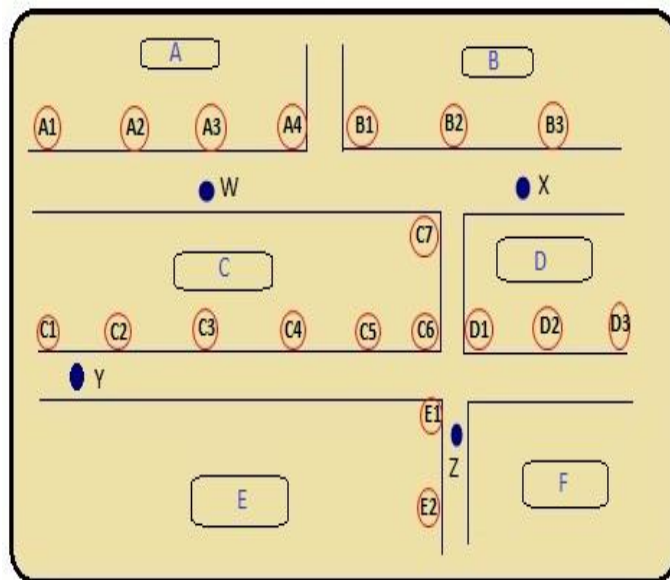 A B
A1 A2 A3 A4 B1 B2 B3
W X
C7
C D
C1 C2 C3 C4 C5 C6 D1 D2 D3
Y
E1
Z
E F
E2